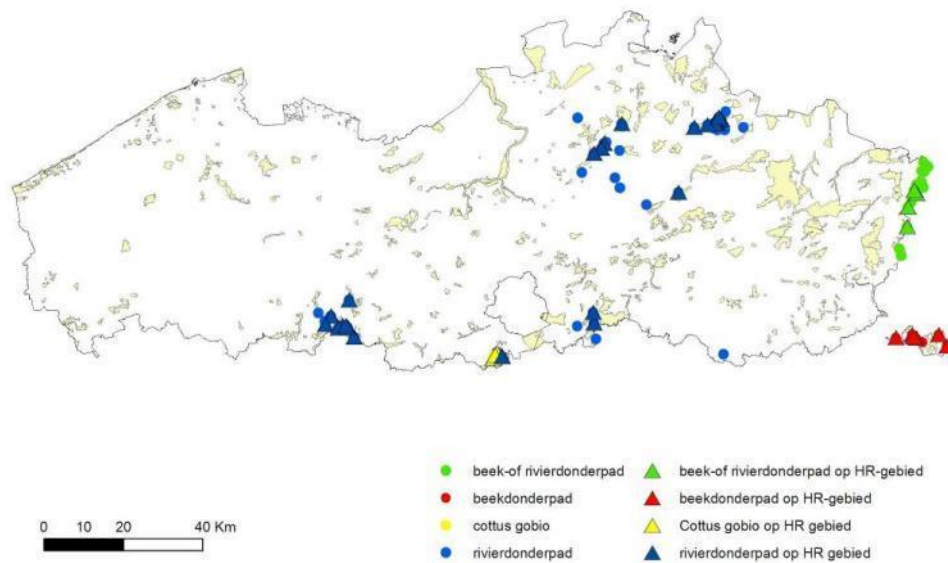 beek-of rivierdonderpad
beekdonderpad
cottus gobio
rivierdonderpad
beek-of rivierdonderpad op HR-gebied
beekdonderpad op HR-gebied
Cottus gobio op HR gebied
rivierdonderpad op HR gebied
0 10 20 40 Km